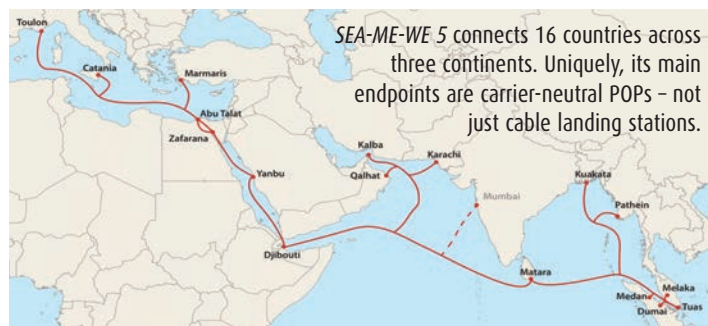 Toulon
SEA-ME-WE 5 connects 16 countries across
three continents. Uniquely, its main
endpoints are carrier-neutral POPs – not
just cable landing stations.
Catania
Marmaris
Abu Talat
Zafarana
Yanbu
Djibouti
Kalba
Qalhat
Karachi
Mumbai
Matara
Kuakata
Pathein
Medan
Melaka
Dumai
Tuas